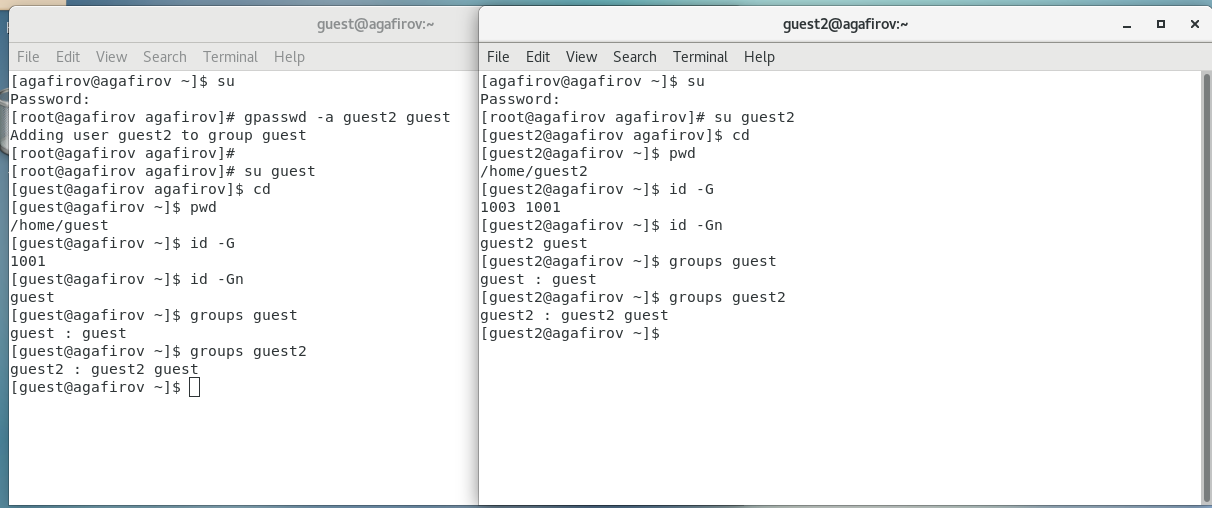 guest@agafirov:~
File Edit View Search Terminal Help
[agafirov@agafirov ~]$ su
Password:
[root@agafirov agafirov]# gpasswd -a guest2 guest
Adding user guest2 to group guest
[root@agafirov agafirov]#
[root@agafirov agafirov]# su guest
[guest@agafirov agafirov]$ cd
[guest@agafirov ~]$ pwd
/home/guest
[guest@agafirov ~]$ id -G
1001
[guest@agafirov ~]$ id -Gn
guest
[guest@agafirov ~]$ groups guest
guest : guest
[guest@agafirov ~]$ groups guest2
guest2 : guest2 guest
[guest@agafirov ~]$
guest2@agafirov:~
File Edit View Search Terminal Help
[agafirov@agafirov ~]$ su
Password:
[root@agafirov agafirov]# su guest2
[guest2@agafirov agafirov]$ cd
[guest2@agafirov ~]$ pwd
/home/guest2
[guest2@agafirov ~]$ id -G
1003 1001
[guest2@agafirov ~]$ id -Gn
guest2 guest
[guest2@agafirov ~]$ groups guest
guest : guest
[guest2@agafirov ~]$ groups guest2
guest2 : guest2 guest
[guest2@agafirov ~]$